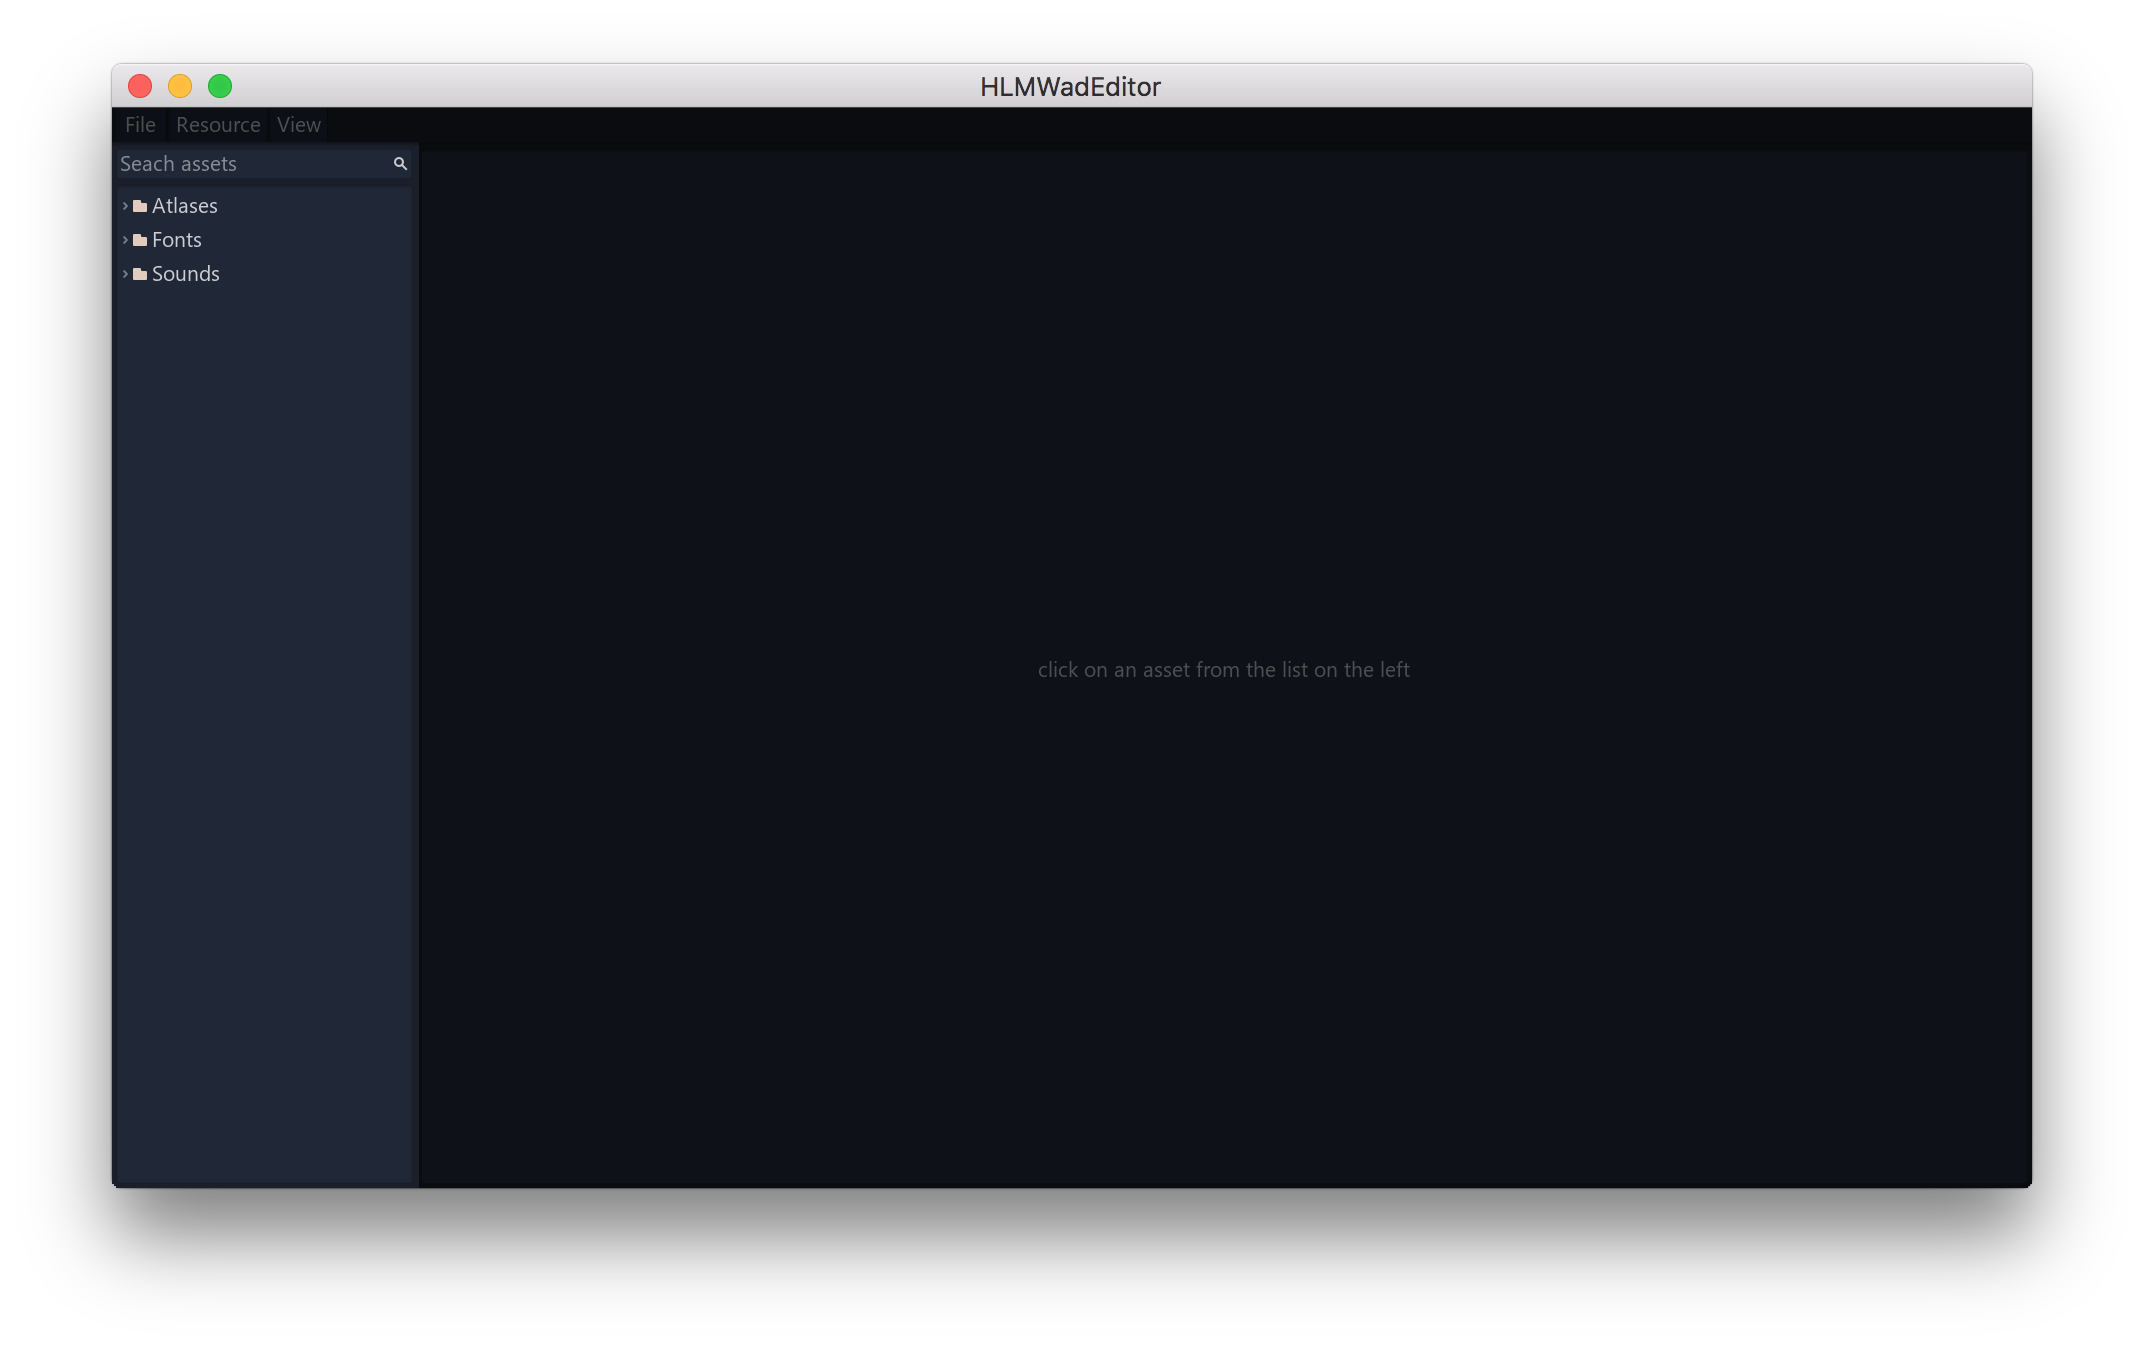 HLMWadEditor
File Resource View
Seach assets
Atlases
Fonts
Sounds
click on an asset from the list on the left